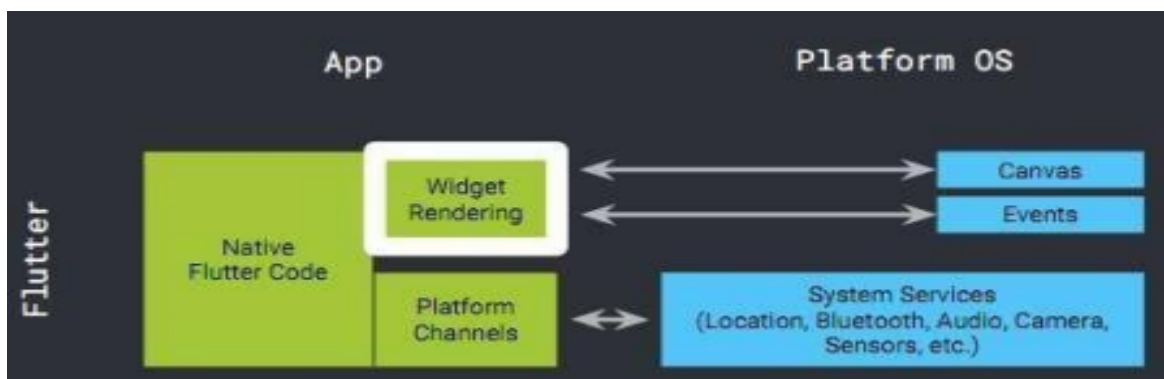 App
Platform OS
Flutter
Native
Flutter Code
Widget
Rendering
Platform
Channels
Canvas
Events
System Services
(Location, Bluetooth, Audio, Camera,
Sensors, etc.)